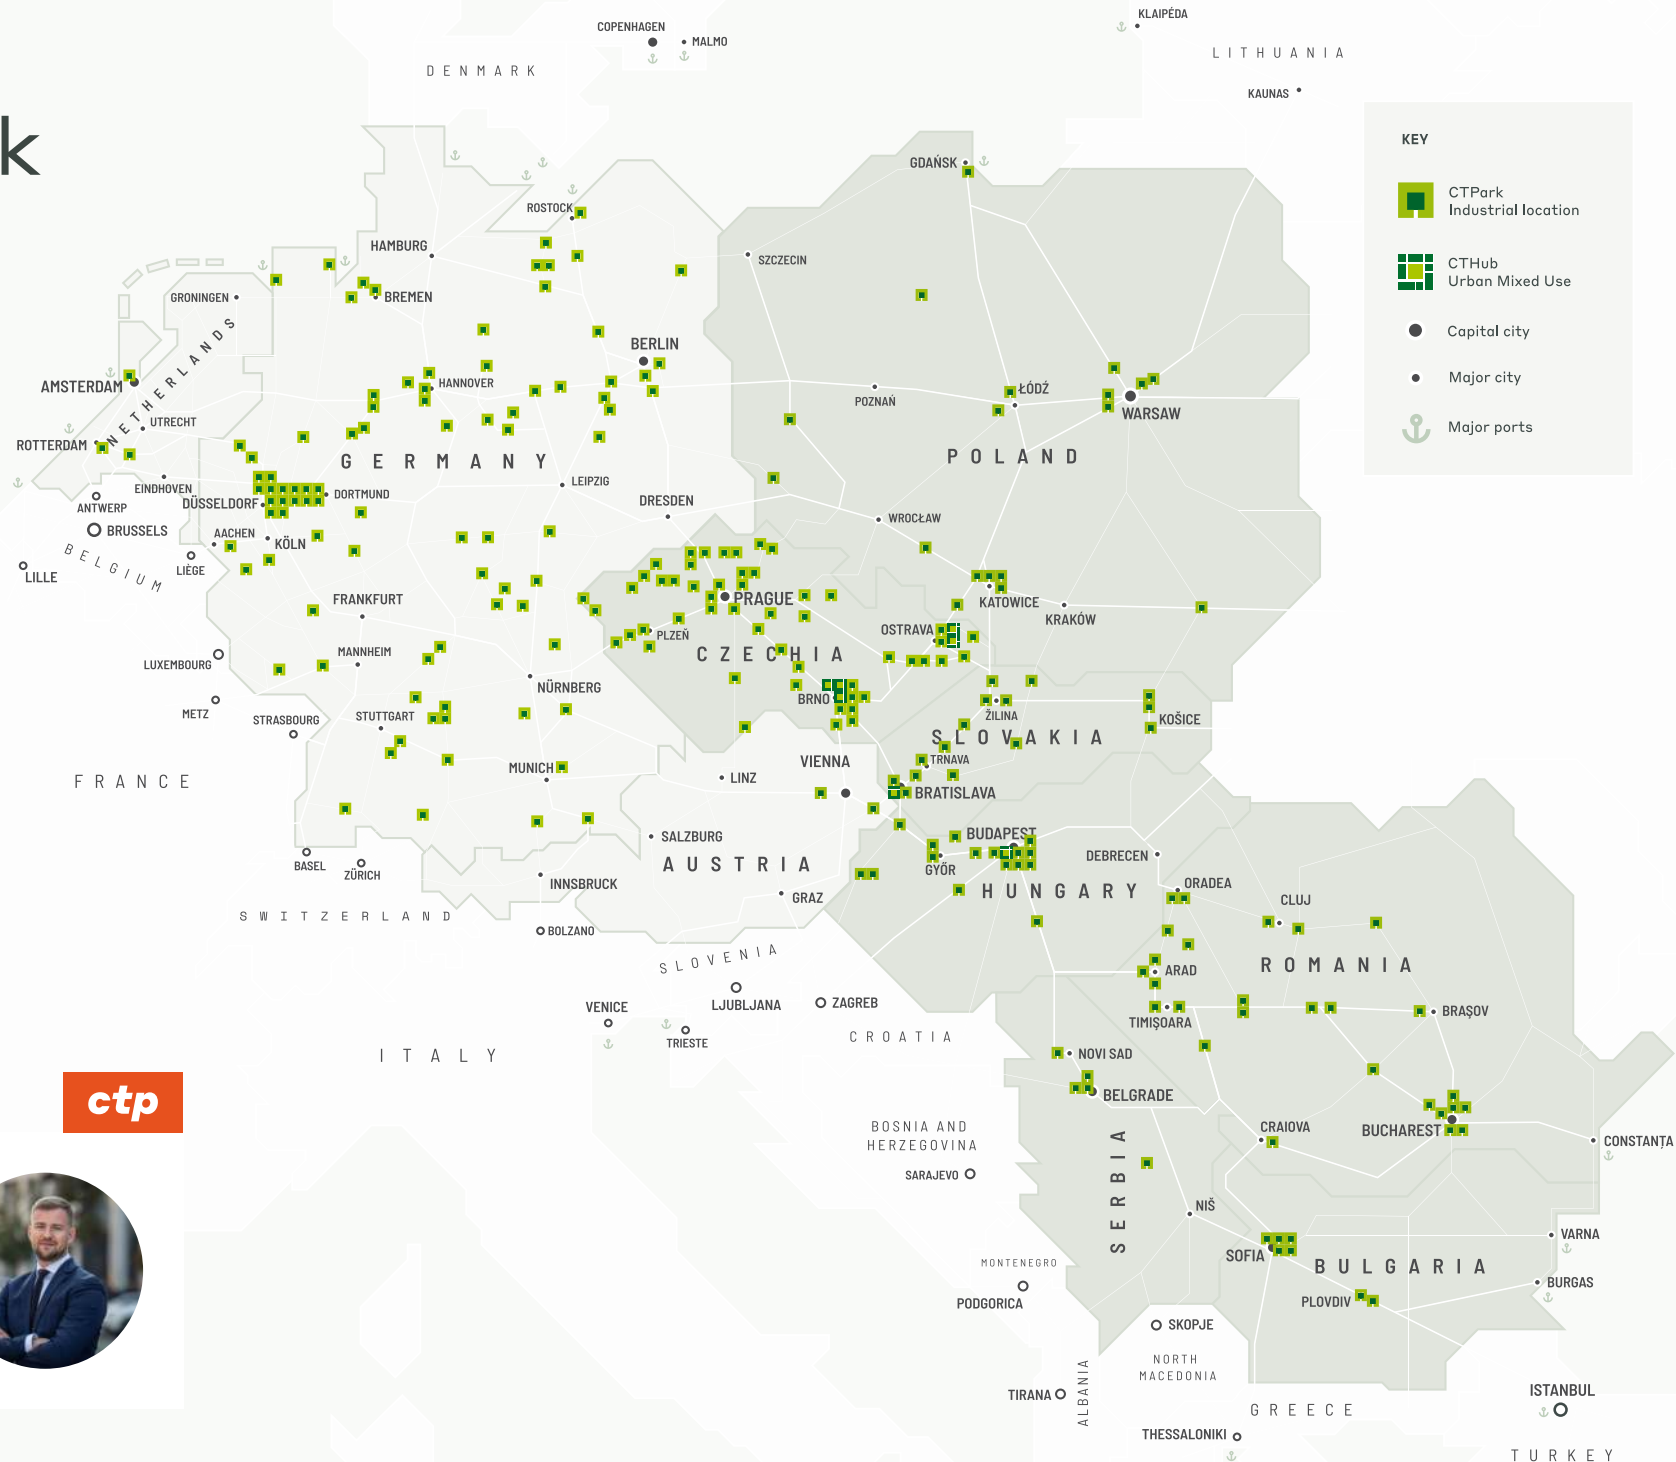 k
COPENHAGEN
MALMO
KLAIPĖDA
LITHUANIA
KAUNAS
DENMARK
KEY
CTPark
Industrial location
CTHub
Urban Mixed Use
Capital city
Major city
Major ports
GDAŃSK
ROSTOCK
HAMBURG
SZCZECIN
GRONINGEN
BREMEN
NETHERLANDS
BERLIN
AMSTERDAM
HANNOVER
POZNAŃ
ŁÓDŹ
WARSAW
UTRECHT
ROTTERDAM
GERMANY
POLAND
EINDHOVEN
LEIPZIG
DORTMUND
ANTWERP
DÜSSELDORF
DRESDEN
WROCŁAW
BRUSSELS
AACHEN
KÖLN
BELGIUM
LIÈGE
LILLE
FRANKFURT
PRAGUE
KATOWICE
KRAKÓW
OSTRAVA
PLZEŇ
CZECHIA
LUXEMBOURG
MANNHEIM
NÜRNBERG
BRNO
METZ
STRASBOURG
STUTTGART
ŽILINA
KOŠICE
SLOVAKIA
VIENNA
TRNAVA
FRANCE
MUNICH
LINZ
BRATISLAVA
SALZBURG
BUDAPEST
BASEL
ZÜRICH
AUSTRIA
GYŐR
DEBRECEN
INNSBRUCK
GRAZ
HUNGARY
ORADEA
CLUJ
SWITZERLAND
BOLZANO
SLOVENIA
ARAD
ROMANIA
LJUBLJANA
ZAGREB
VENICE
TRIESTE
CROATIA
TIMIȘOARA
BRAȘOV
ITALY
NOVI SAD
ctp
BELGRADE
BOSNIA AND
HERZEGOVINA
CRAIOVA
BUCHAREST
CONSTANȚA
SARAJEVO
SERBIA
NIŠ
VARNA
SOFIA
BULGARIA
MONTENEGRO
BURGAS
PODGORICA
PLOVDIV
SKOPJE
NORTH
MACEDONIA
TIRANA
ALBANIA
ISTANBUL
GREECE
THESSALONIKI
TURKEY